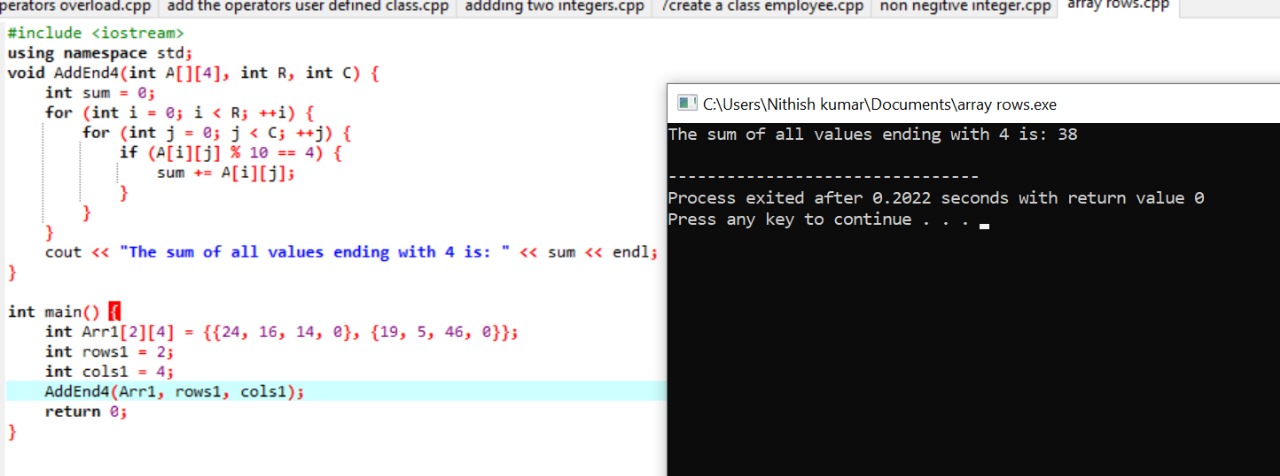 perators overload.cpp add the operators user defined class.cpp addding two integers.cpp /create a class employee.cpp non negitive integer.cpp array rows.cpp
#include <iostream>
using namespace std;
void AddEnd4(int A[][4], int R, int C) {
    int sum = 0;
    for (int i = 0; i < R; ++i) {
        for (int j = 0; j < C; ++j) {
            if (A[i][j] % 10 == 4) {
                sum += A[i][j];
            }
        }
    }
    cout << "The sum of all values ending with 4 is: " << sum << endl;
}
int main() {
    int Arr1[2][4] = {{24, 16, 14, 0}, {19, 5, 46, 0}};
    int rows1 = 2;
    int cols1 = 4;
    AddEnd4(Arr1, rows1, cols1);
    return 0;
}
C:\Users\Nithish kumar\Documents\array rows.exe
The sum of all values ending with 4 is: 38
--------------------------------
Process exited after 0.2022 seconds with return value 0
Press any key to continue . . .